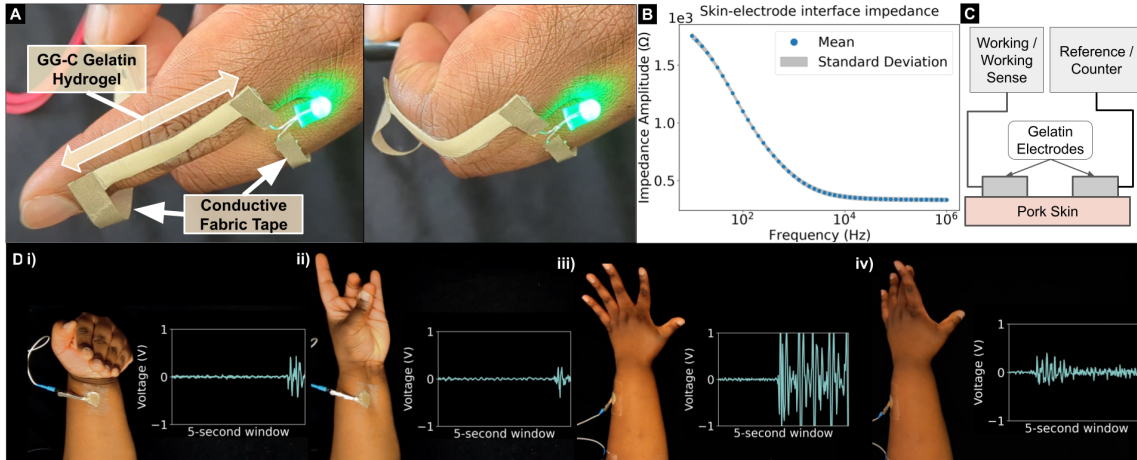 A
GG-C Gelatin
Hydrogel
Conductive
Fabric Tape
B
Skin-electrode interface impedance
1e3
Impedance Amplitude (Ω)
1.5
1.0
0.5
Mean
Standard Deviation
10²
10⁴
10⁶
Frequency (Hz)
C
Working /
Working
Sense
Reference /
Counter
Gelatin
Electrodes
Pork Skin
D i)
Voltage (V)
1
0
−1
5-second window
ii)
Voltage (V)
1
0
−1
5-second window
iii)
Voltage (V)
1
0
−1
5-second window
iv)
Voltage (V)
1
0
−1
5-second window